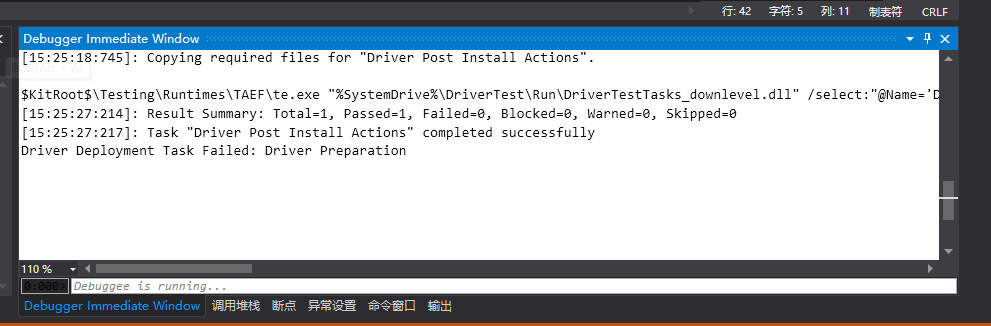 行: 42 字符: 5 列: 11 制表符 CRLF
Debugger Immediate Window
[15:25:18:745]: Copying required files for "Driver Post Install Actions".
$KitRoot$\Testing\Runtimes\TAEF\te.exe "%SystemDrive%\DriverTest\Run\DriverTestTasks_downlevel.dll" /select:"@Name='D
[15:25:27:214]: Result Summary: Total=1, Passed=1, Failed=0, Blocked=0, Warned=0, Skipped=0
[15:25:27:217]: Task "Driver Post Install Actions" completed successfully
Driver Deployment Task Failed: Driver Preparation
110 %
0:000> Debuggee is running...
Debugger Immediate Window 调用堆栈 断点 异常设置 命令窗口 输出